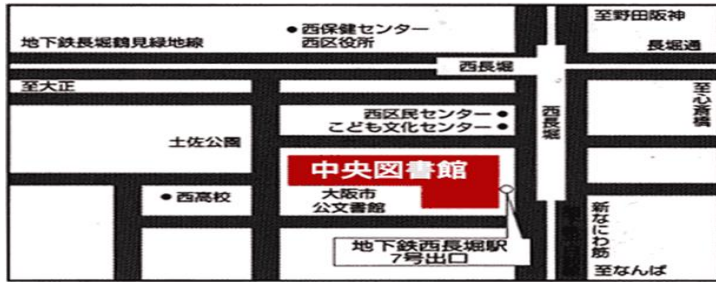 至野田阪神
西保健センター
西区役所
地下鉄長堀鶴見緑地線
長堀通
西長堀
至大正
至心斎橋
西長堀
西区民センター
こども文化センター
土佐公園
中央図書館
西高校
大阪市
公文書館
新なにわ筋
地下鉄西長堀駅
7号出口
至なんば